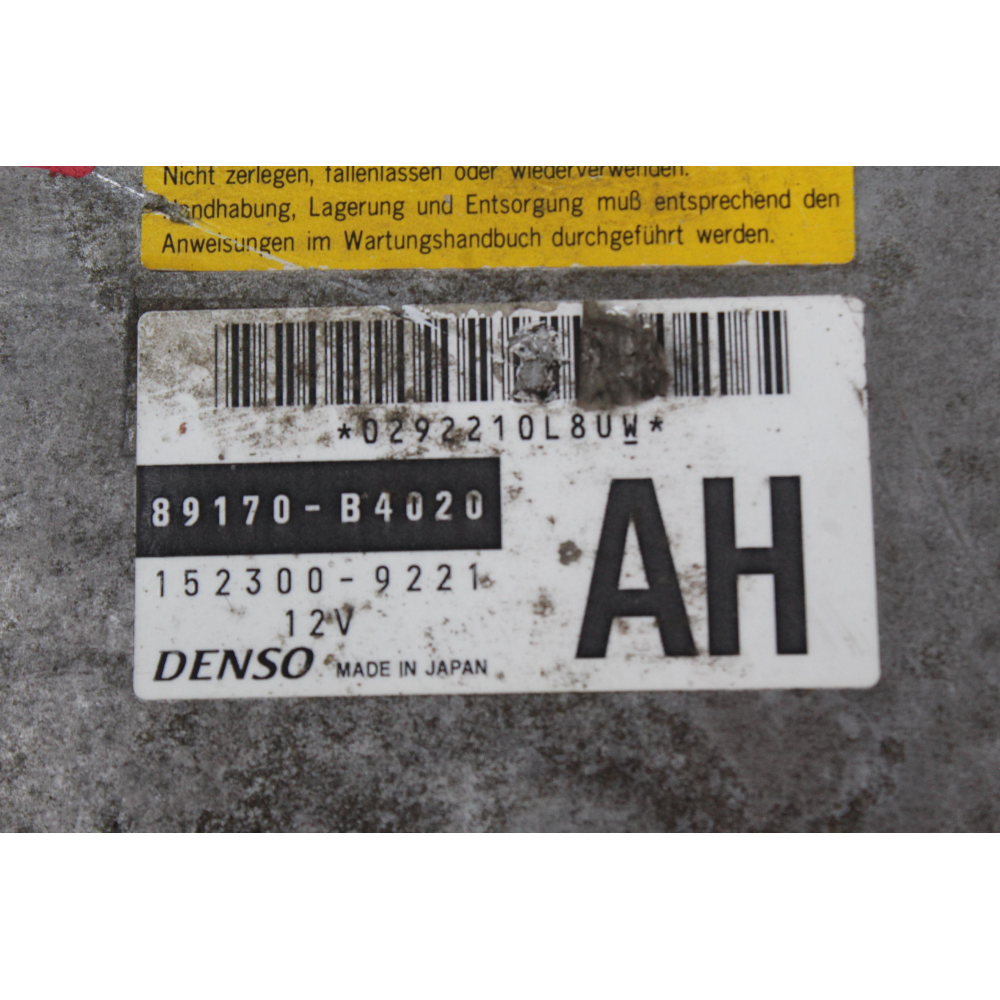 Nicht zerlegen, fallenlassen oder wiederverwenden.
Handhabung, Lagerung und Entsorgung muß entsprechend den
Anweisungen im Wartungshandbuch durchgeführt werden.
*0292210L8UW*
89170-B4020
152300-9221
12V
DENSO MADE IN JAPAN
AH